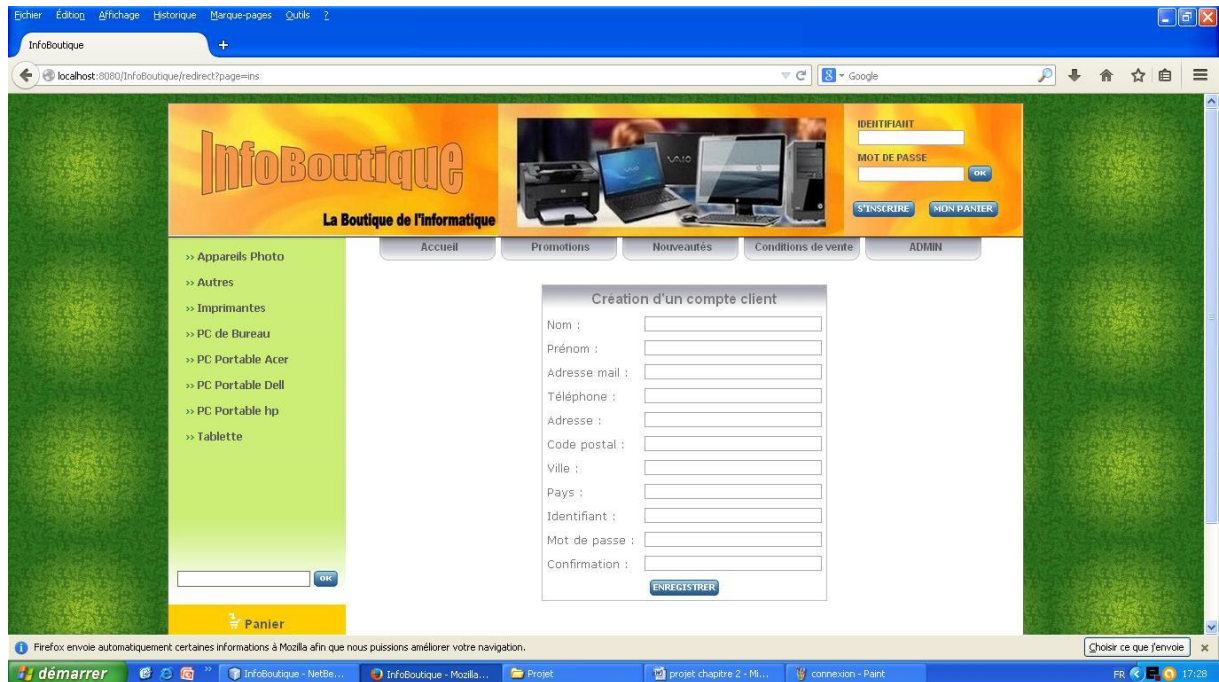 Fichier Édition Affichage Historique Marque-pages Outils ?
InfoBoutique
+
localhost:8080/InfoBoutique/redirect?page=ins
Google
InfoBoutique
La Boutique de l'informatique
VAIO
IDENTIFIANT
MOT DE PASSE
OK
S'INSCRIRE MON PANIER
Accueil Promotions Nouveautés Conditions de vente ADMIN
›› Appareils Photo
›› Autres
›› Imprimantes
›› PC de Bureau
›› PC Portable Acer
›› PC Portable Dell
›› PC Portable hp
›› Tablette
OK
Panier
Création d'un compte client
Nom :
Prénom :
Adresse mail :
Téléphone :
Adresse :
Code postal :
Ville :
Pays :
Identifiant :
Mot de passe :
Confirmation :
ENREGISTRER
Firefox envoie automatiquement certaines informations à Mozilla afin que nous puissions améliorer votre navigation.
Choisir ce que j'envoie
démarrer InfoBoutique - NetBe... InfoBoutique - Mozilla... Projet projet chapitre 2 - Mi... connexion - Paint FR 17:28